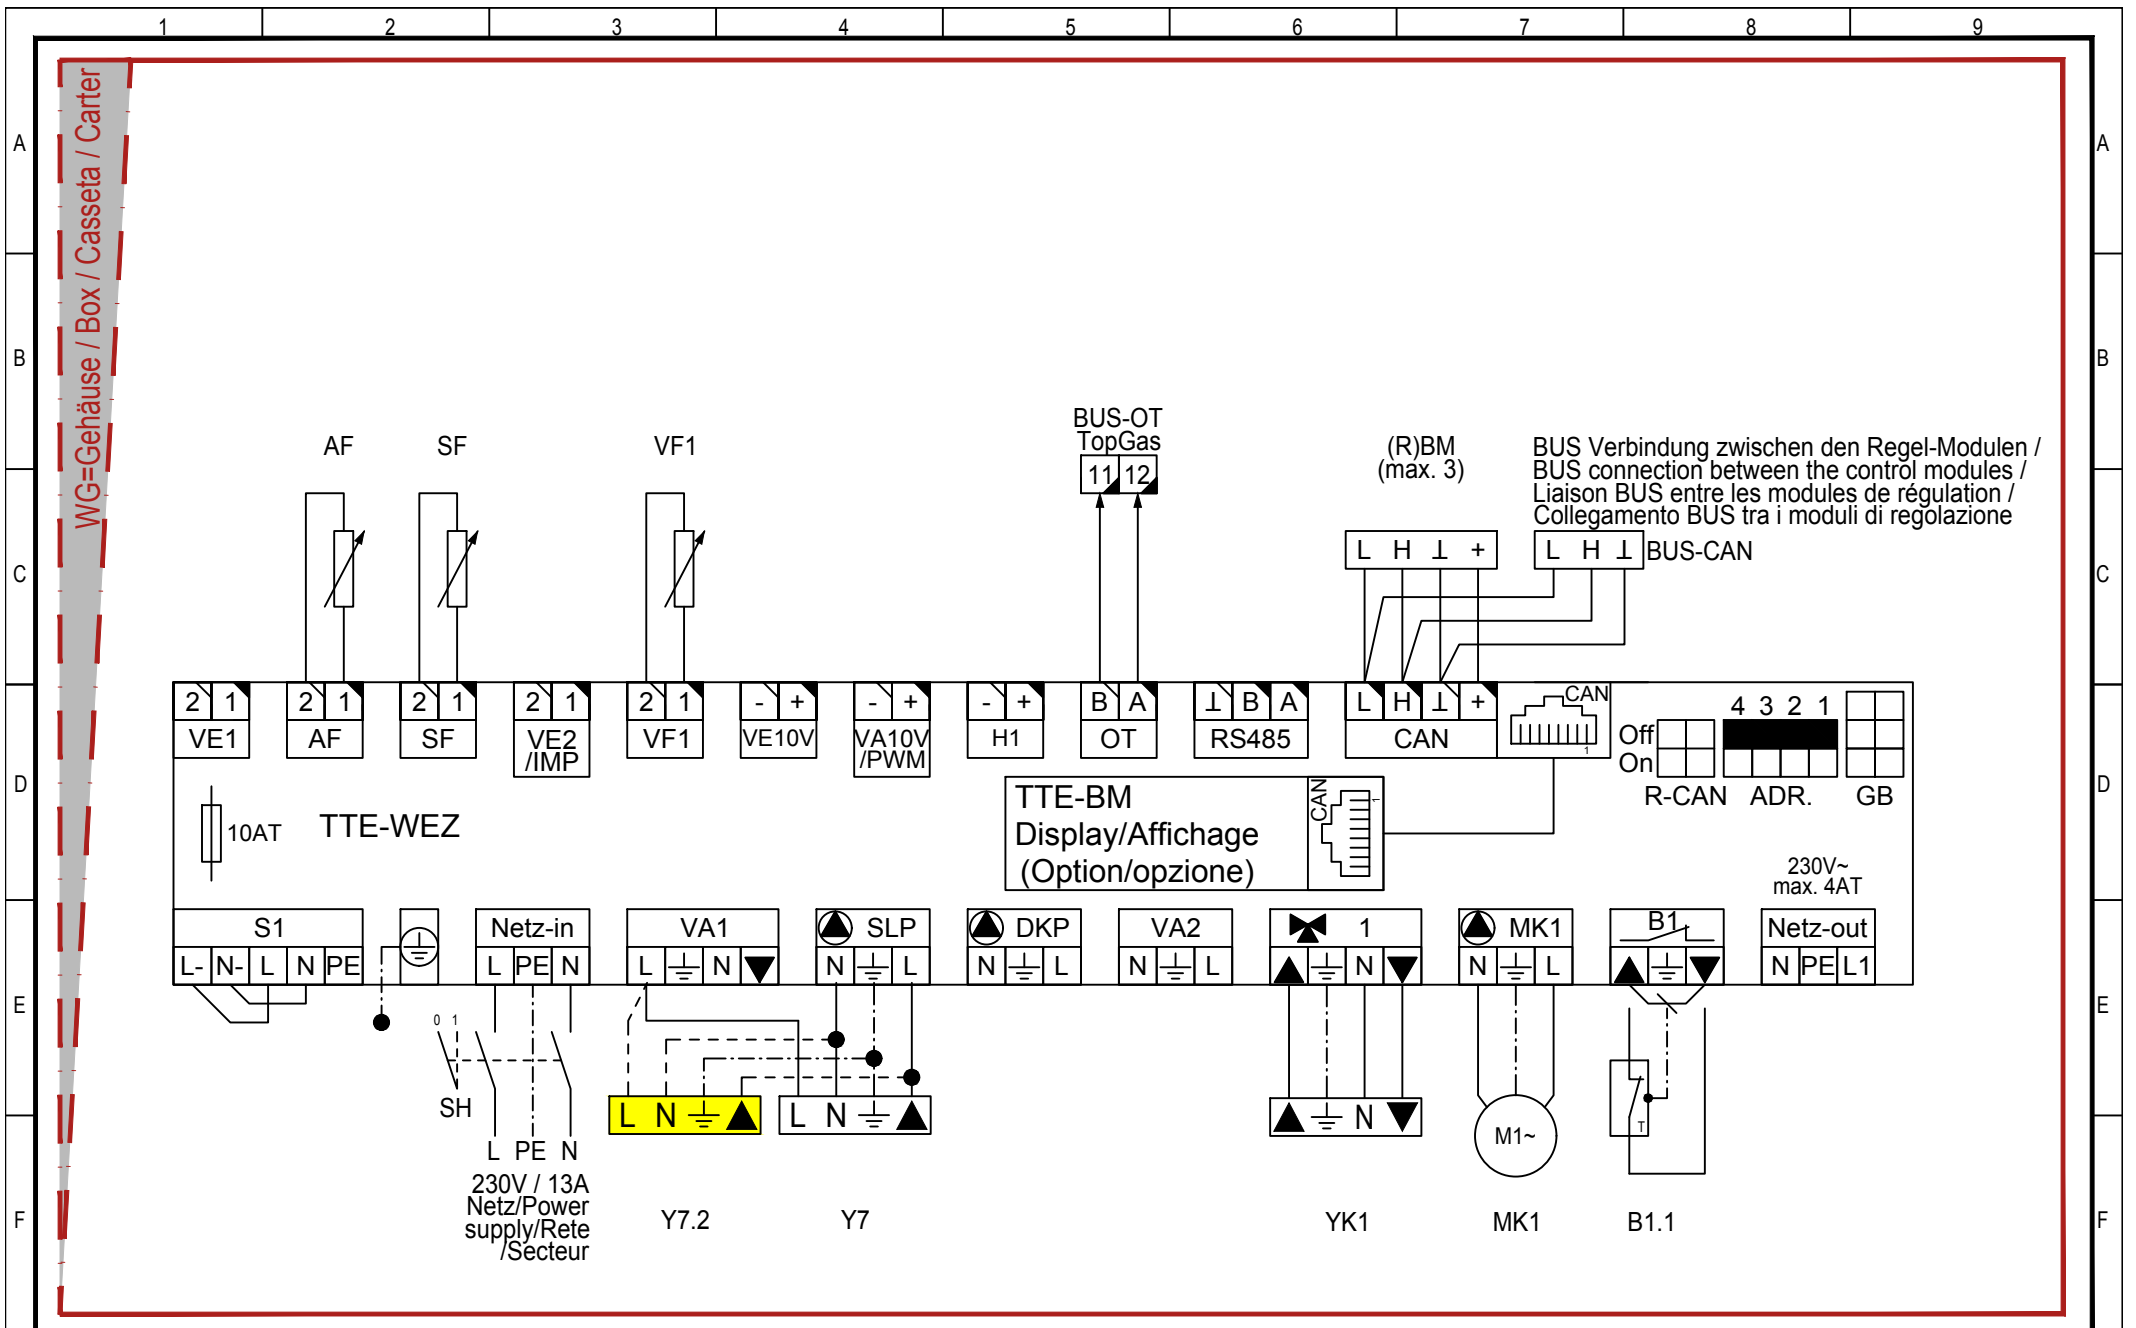 1 2 3 4 5 6 7 8 9
A A
WG=Gehäuse / Box / Casseta / Carter
B B
AF SF VF1
BUS-OT
TopGas
11 12
(R)BM
(max. 3)
BUS Verbindung zwischen den Regel-Modulen /
BUS connection between the control modules /
Liaison BUS entre les modules de régulation /
Collegamento BUS tra i moduli di regolazione
L H ⊥ +
L H ⊥ BUS-CAN
C C
2 1 2 1 2 1 2 1 2 1 - + - + - + B A ⊥ B A L H ⊥ +
VE1 AF SF VE2 /IMP VF1 VE10V VA10V /PWM H1 OT RS485 CAN
CAN
1
4 3 2 1
Off
On
R-CAN ADR. GB
D D
10AT TTE-WEZ
TTE-BM
Display/Affichage
(Option/opzione)
CAN
1
230V~
max. 4AT
S1 Netz-in VA1 SLP DKP VA2 1 MK1 B1 Netz-out
L- N- L N PE L PE N L N N L N L N L N N L N PE L1
E E
0 1
SH
L N L N N
M1~
T
L PE N
230V / 13A
Netz/Power
supply/Rete
/Secteur
Y7.2 Y7 YK1 MK1 B1.1
F F